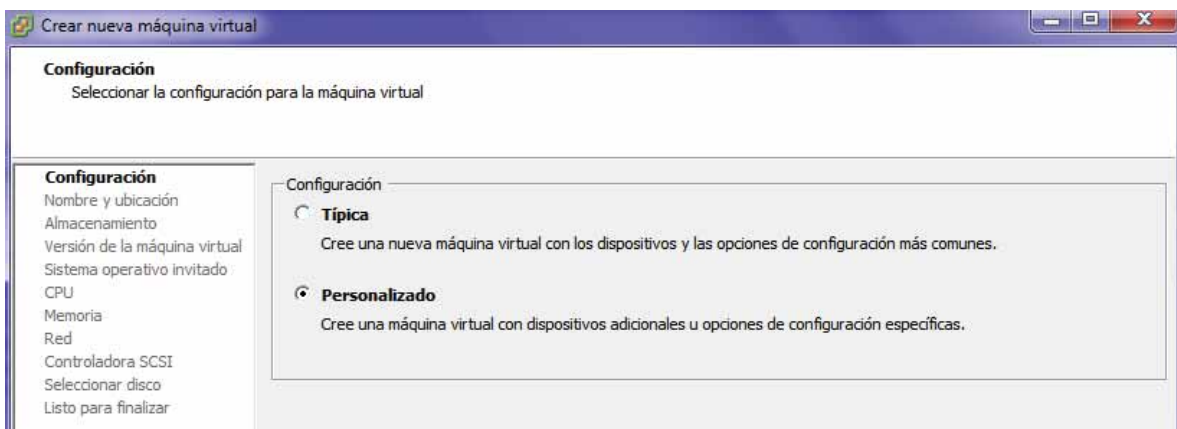 Crear nueva máquina virtual
Configuración
Seleccionar la configuración para la máquina virtual
Configuración
Nombre y ubicación
Almacenamiento
Versión de la máquina virtual
Sistema operativo invitado
CPU
Memoria
Red
Controladora SCSI
Seleccionar disco
Listo para finalizar
Configuración
Típica
Cree una nueva máquina virtual con los dispositivos y las opciones de configuración más comunes.
Personalizado
Cree una máquina virtual con dispositivos adicionales u opciones de configuración específicas.